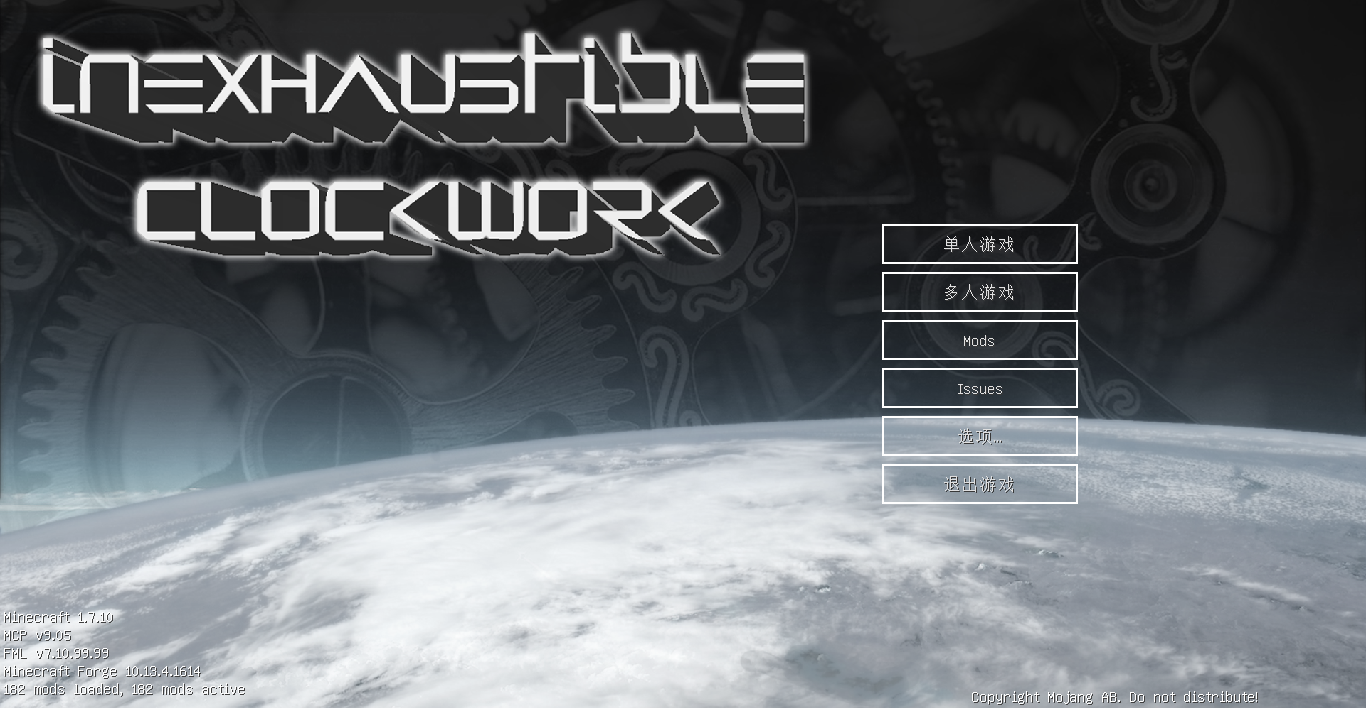 INEXHAUSTIBLE
CLOCKWORK
单人游戏
多人游戏
Mods
Issues
选项...
退出游戏
Minecraft 1.7.10
MCP v9.05
FML v7.10.99.99
Minecraft Forge 10.13.4.1614
182 mods loaded, 182 mods active
Copyright Mojang AB. Do not distribute!